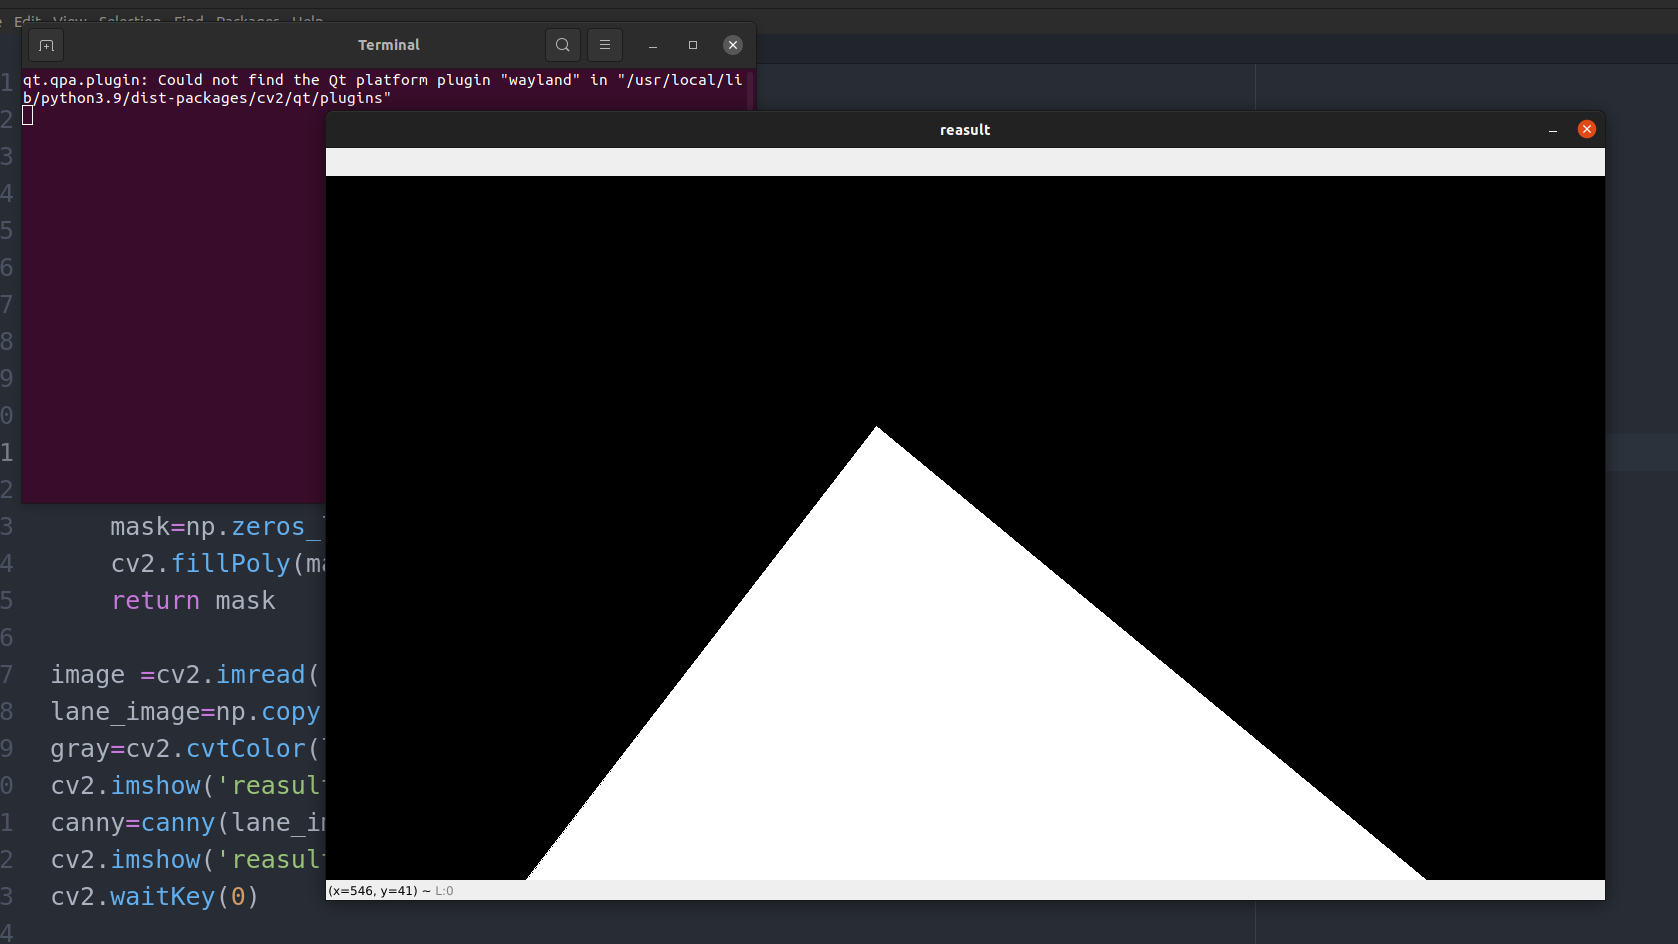 Edit View Selection Find Packages Help
Terminal
qt.qpa.plugin: Could not find the Qt platform plugin "wayland" in "/usr/local/li
b/python3.9/dist-packages/cv2/qt/plugins"
reasult
1
2
3
4
5
6
7
8
9
0
1
2
3 mask=np.zeros_
4 cv2.fillPoly(ma
5 return mask
6
7 image =cv2.imread(
8 lane_image=np.copy
9 gray=cv2.cvtColor(
0 cv2.imshow('reasult
1 canny=canny(lane_im
2 cv2.imshow('reasult
3 cv2.waitKey(0)
4
(x=546, y=41) ~ L:0